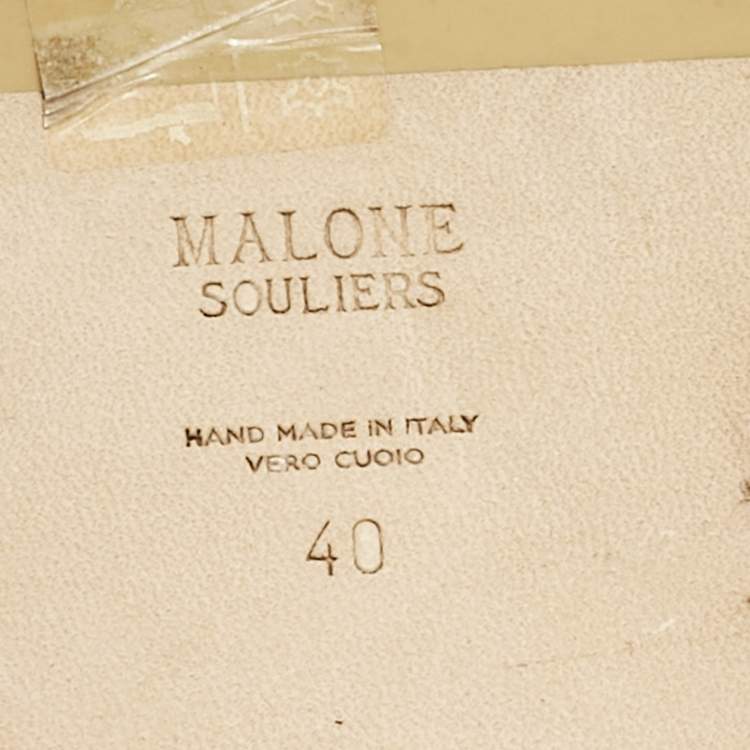 MALONE
SOULIERS
HAND MADE IN ITALY
VERO CUOIO
40